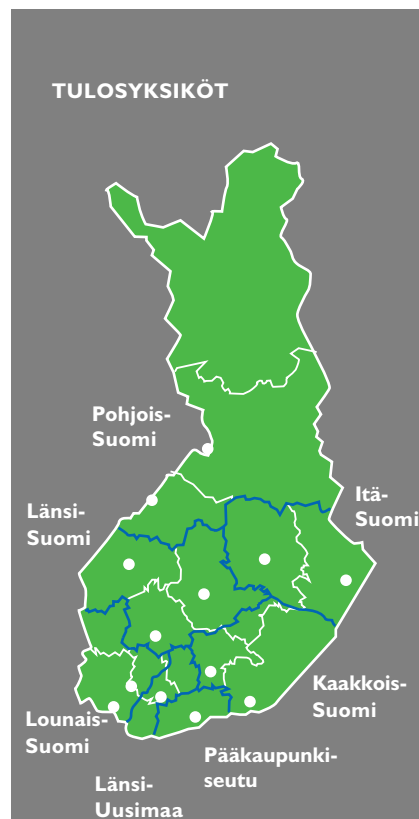 TULOSYKSIKÖT
Pohjois-
Suomi
Länsi-
Suomi
Itä-
Suomi
Kaakkois-
Suomi
Lounais-
Suomi
Pääkaupunki-
seutu
Länsi-
Uusimaa